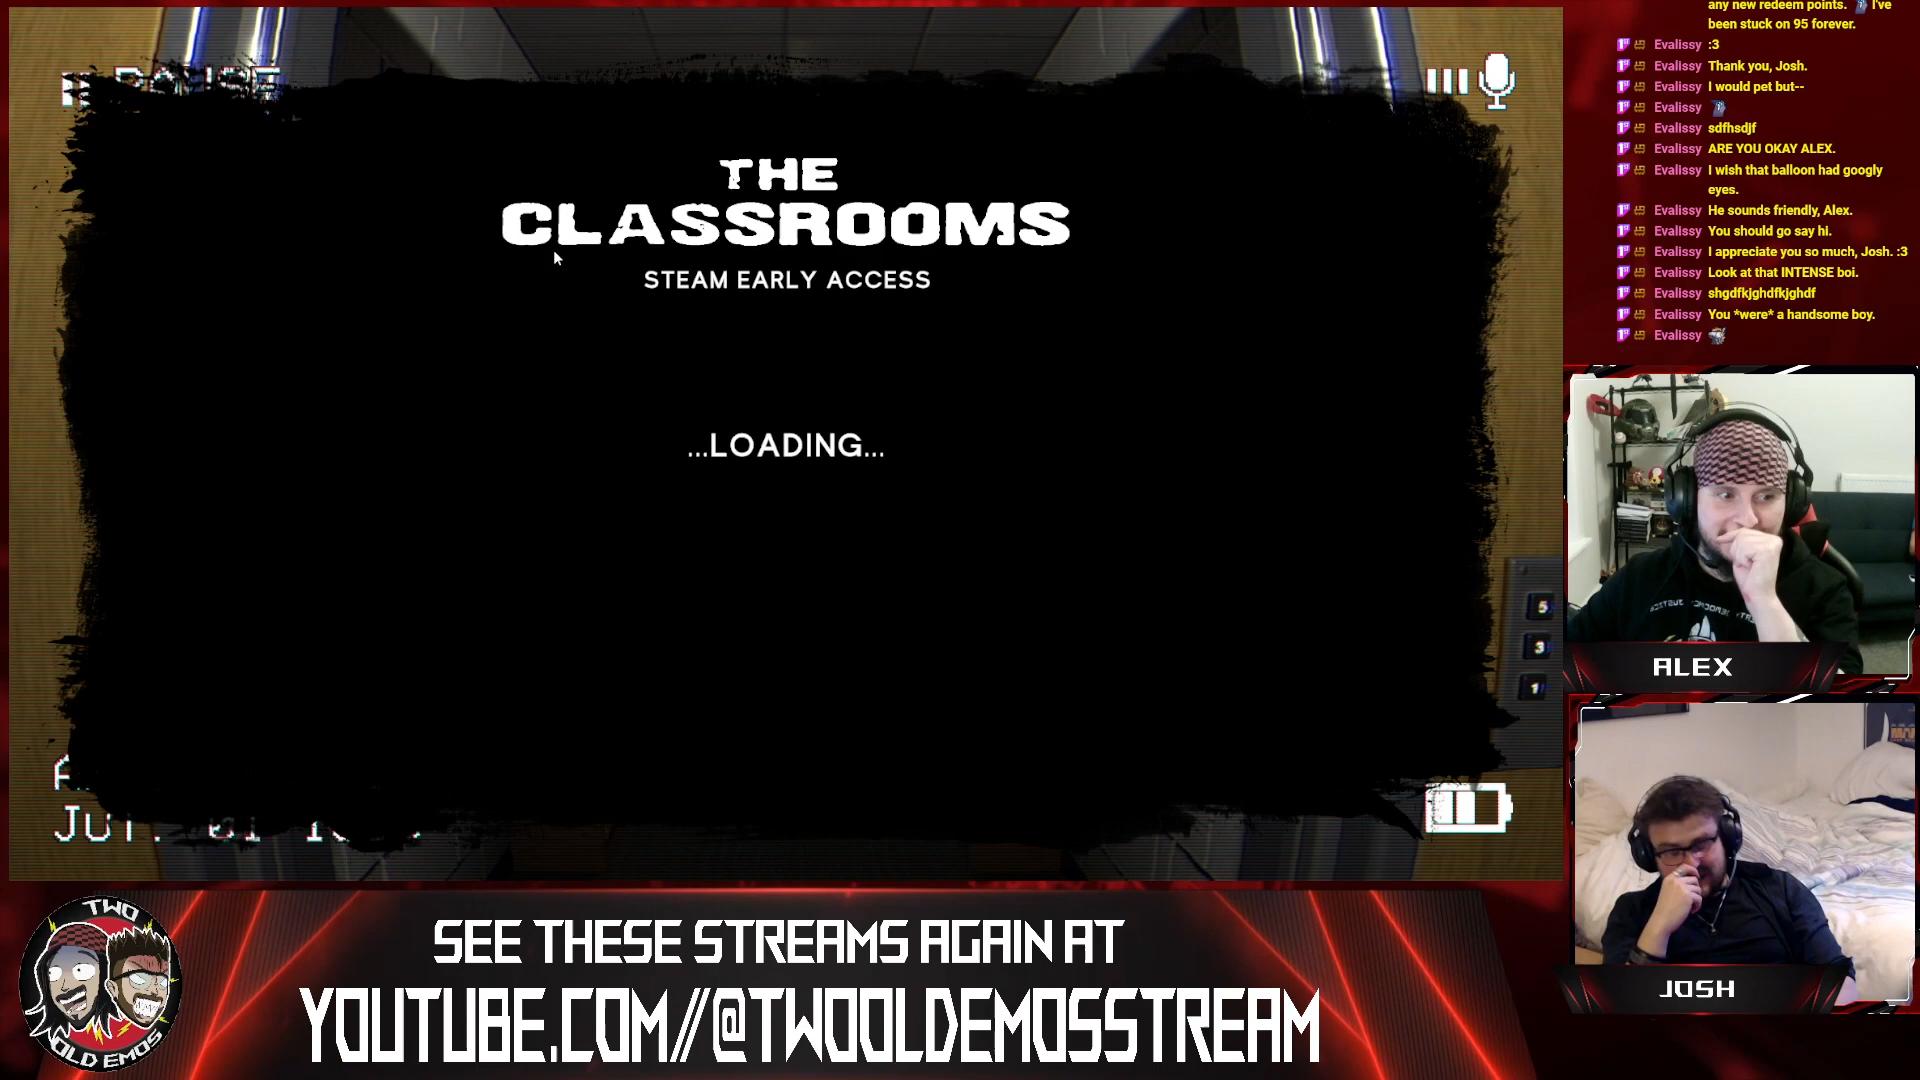 any new redeem points. I've
been stuck on 95 forever.
Evalissy :3
Evalissy Thank you, Josh.
Evalissy I would pet but--
Evalissy
Evalissy sdfhsdjf
Evalissy ARE YOU OKAY ALEX.
Evalissy I wish that balloon had googly
eyes.
Evalissy He sounds friendly, Alex.
Evalissy You should go say hi.
Evalissy I appreciate you so much, Josh. :3
Evalissy Look at that INTENSE boi.
Evalissy shgdfkjghdfkjghdf
Evalissy You *were* a handsome boy.
Evalissy
PAUSE
THE
CLASSROOMS
STEAM EARLY ACCESS
...LOADING...
5
3
1
ALEX
JOSH
TWO
OLD EMOS
SEE THESE STREAMS AGAIN AT
YOUTUBE.COM//@TWOOLDEMOSSTREAM